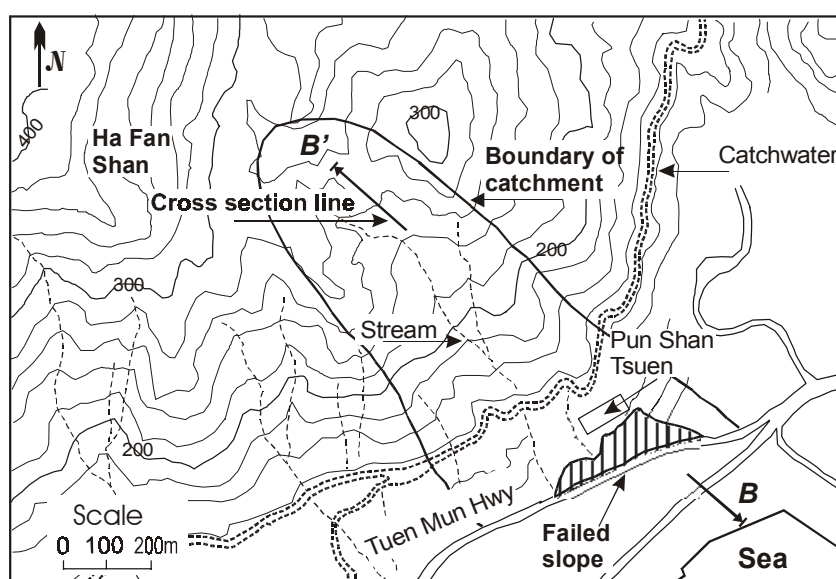 N
400
Ha Fan
Shan
B’
300
Boundary of
catchment
Catchwater
Cross section line
200
300
Stream
Pun Shan
Tsuen
200
Scale
0 100 200m
Tuen Mun Hwy
Failed
slope
B
Sea